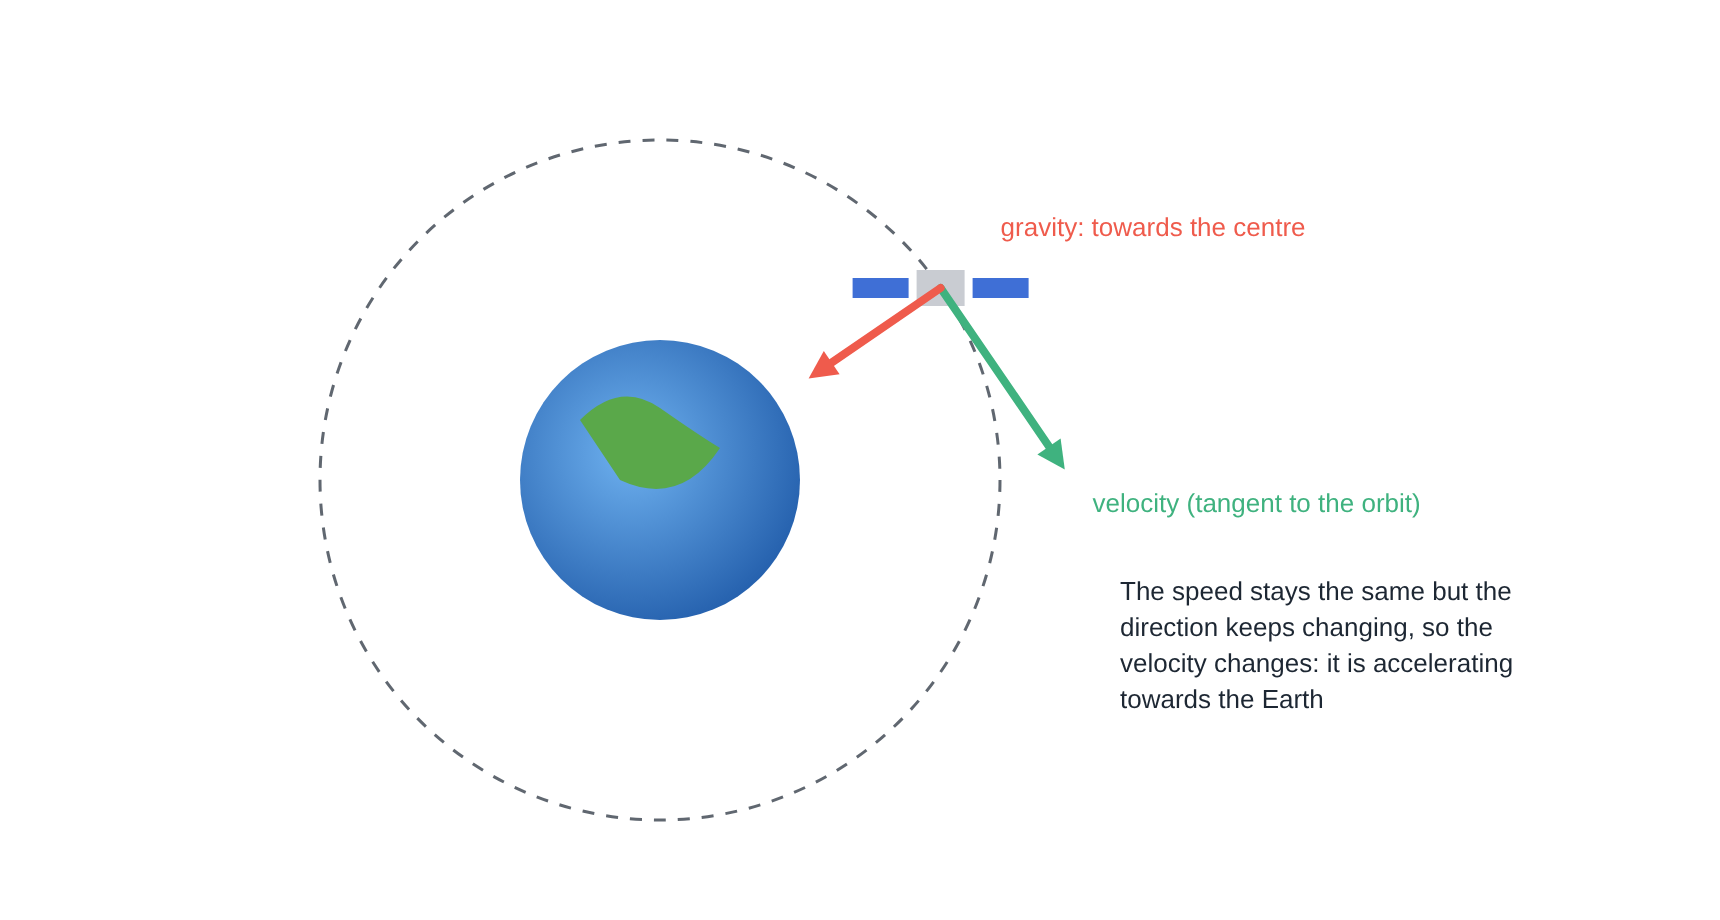 gravity: towards the centre
velocity (tangent to the orbit)
The speed stays the same but the
direction keeps changing, so the
velocity changes: it is accelerating
towards the Earth